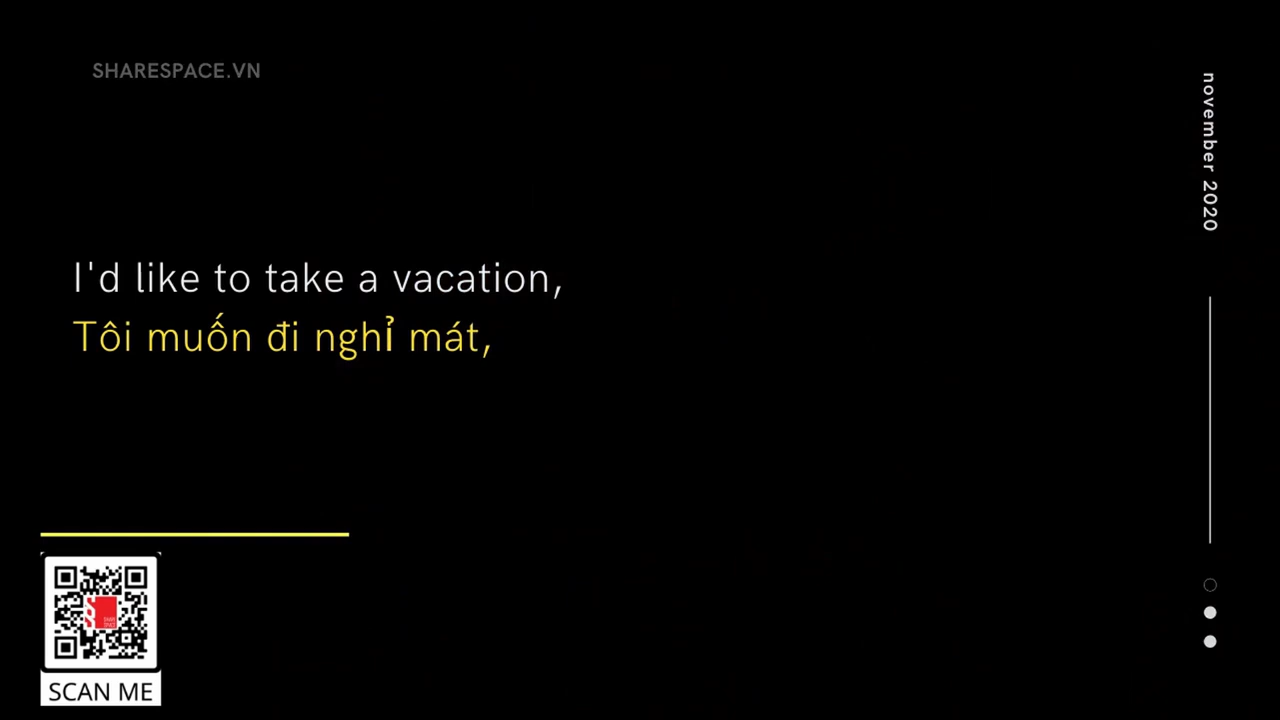 SHARESPACE.VN
november 2020
I'd like to take a vacation,
Tôi muốn đi nghỉ mát,
SCAN ME